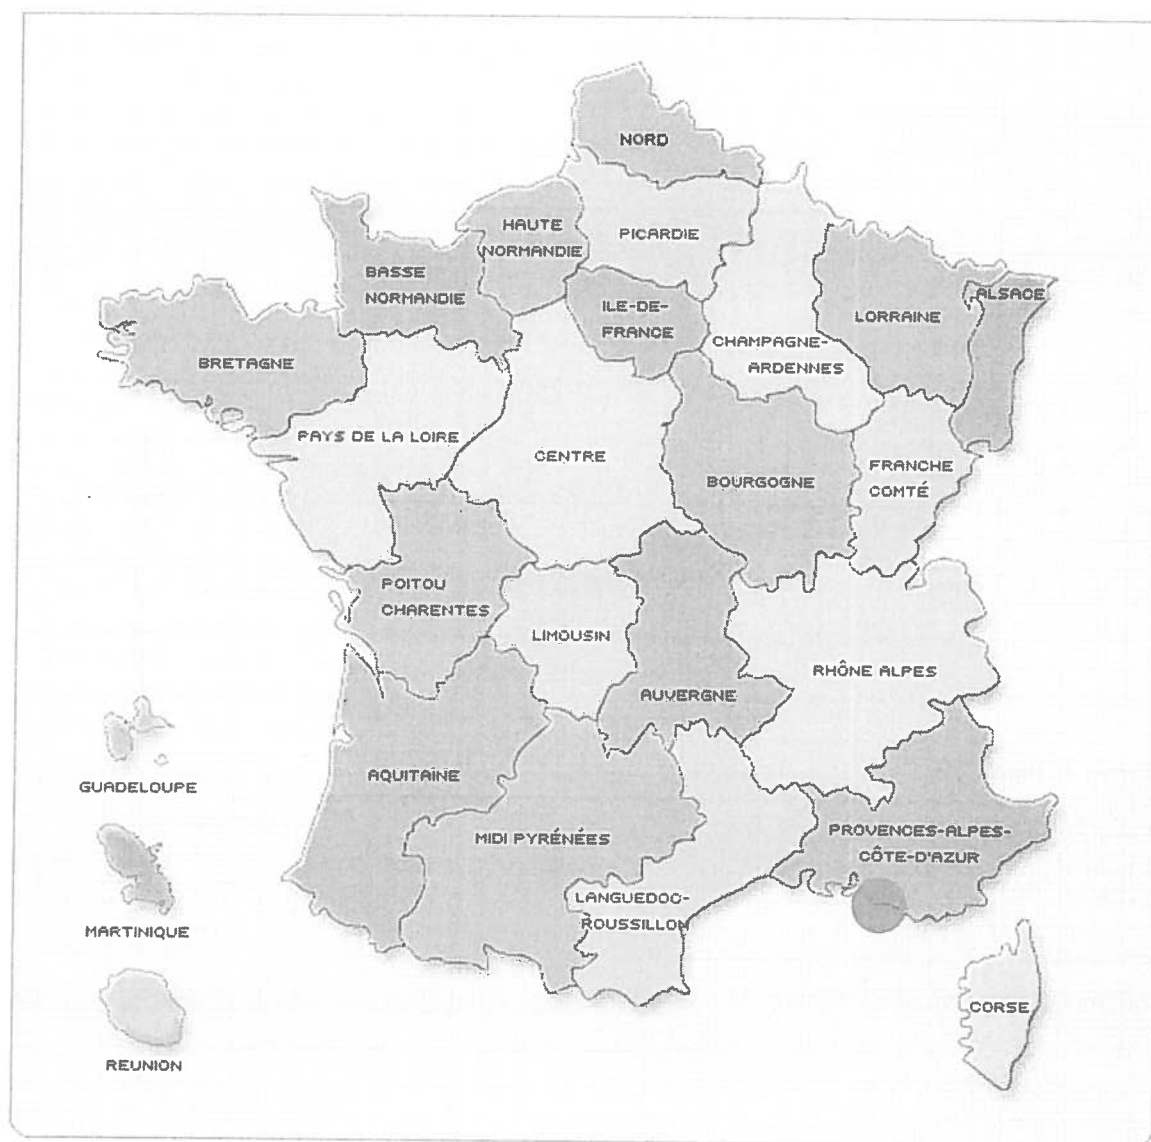 NORD
HAUTE
NORMANDIE
PICARDIE
BASSE
NORMANDIE
ILE-DE-
FRANCE
CHAMPAGNE-
ARDENNES
LORRAINE
ALSACE
BRETAGNE
PAYS DE LA LOIRE
CENTRE
BOURGOGNE
FRANCHE
COMTÉ
POITOU
CHARENTES
LIMOUSIN
AUVERGNE
RHÔNE ALPES
AQUITAÎNE
MIDI PYRÉNÉES
LANGUEDOC-
ROUSSILLON
PROVENCES-ALPES-
CÔTE-D'AZUR
CORSE
GUADELOUPE
MARTINIQUE
REUNION